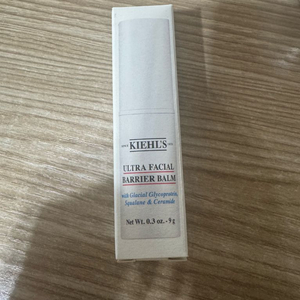 KIEHL'S
ULTRA FACIAL
BARRIER BALM
with Glacial Glycoprotein,
Squalane & Ceramide
Net Wt. 0.3 oz. - 9 g